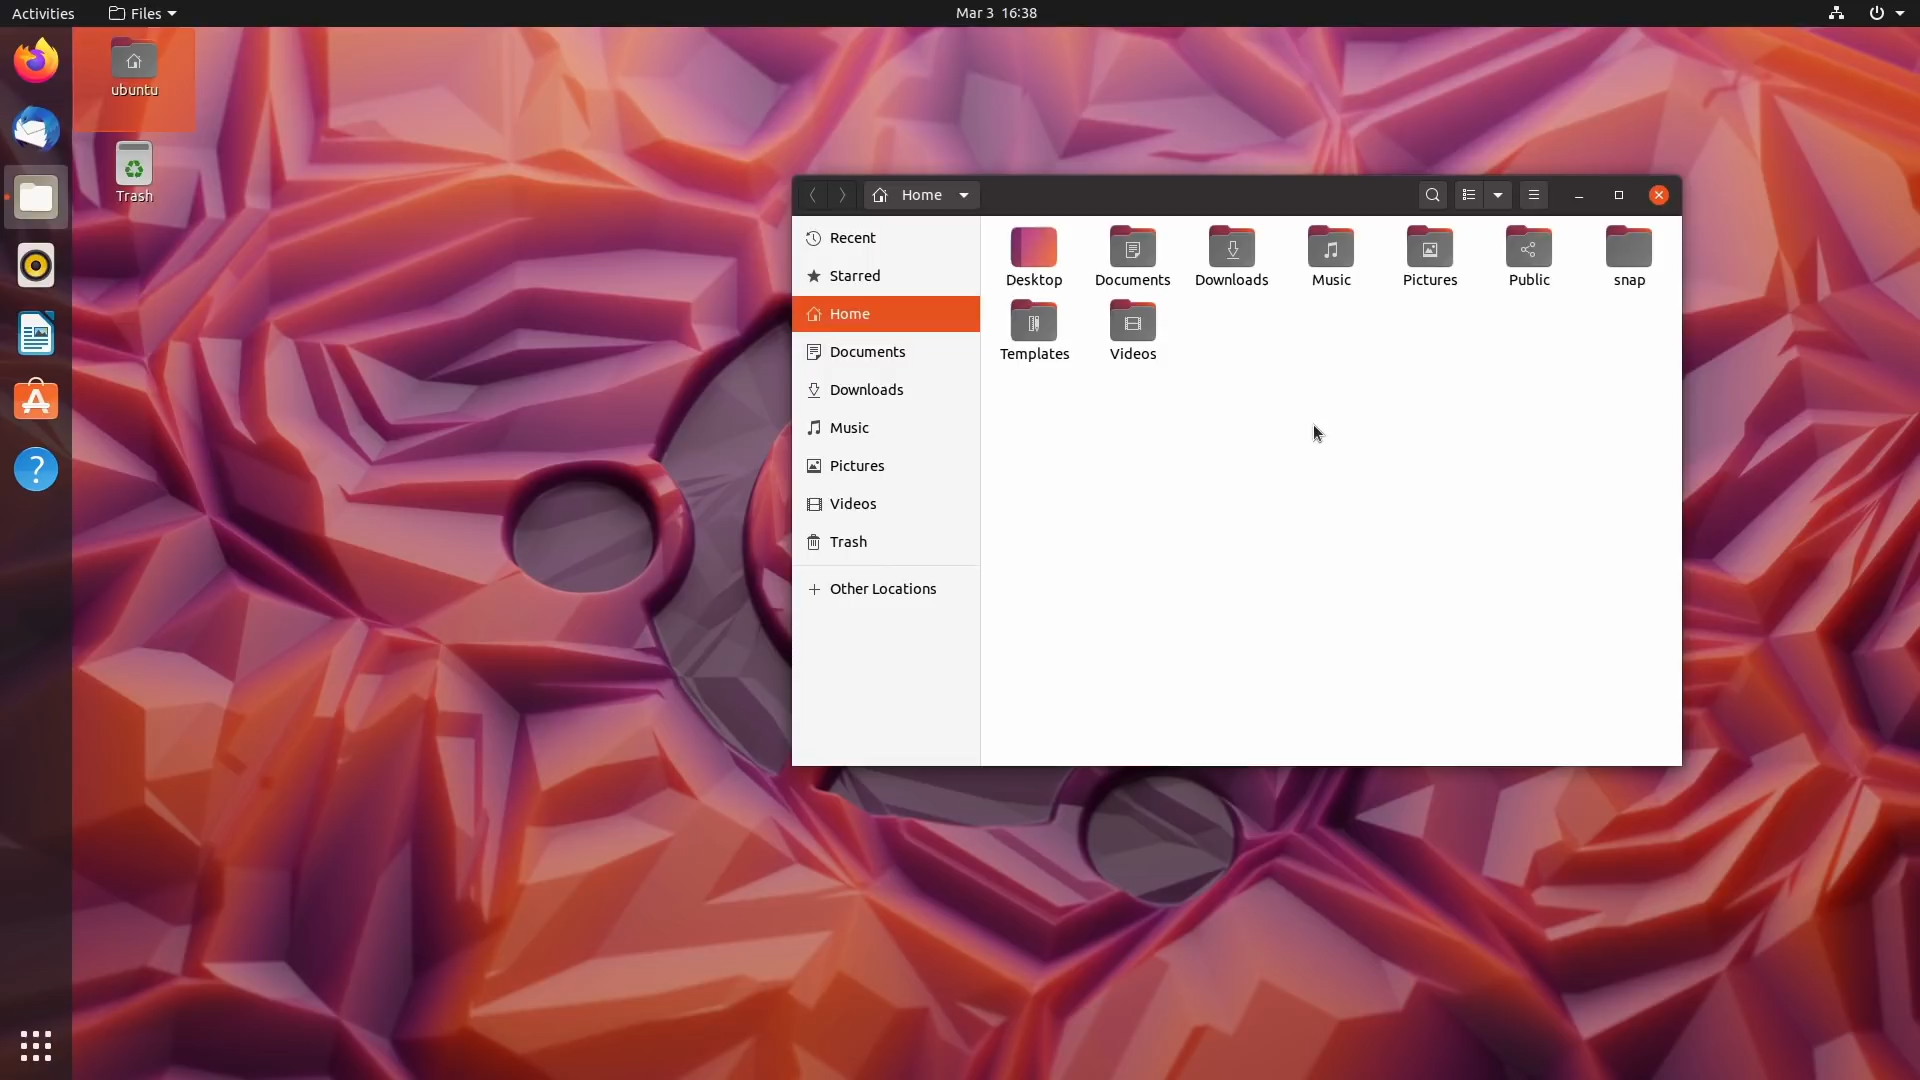 Activities
Files
Mar 3 16:38
ubuntu
Trash
Home
Recent
Starred
Home
Documents
Downloads
Music
Pictures
Videos
Trash
Other Locations
Desktop
Documents
Downloads
Music
Pictures
Public
snap
Templates
Videos